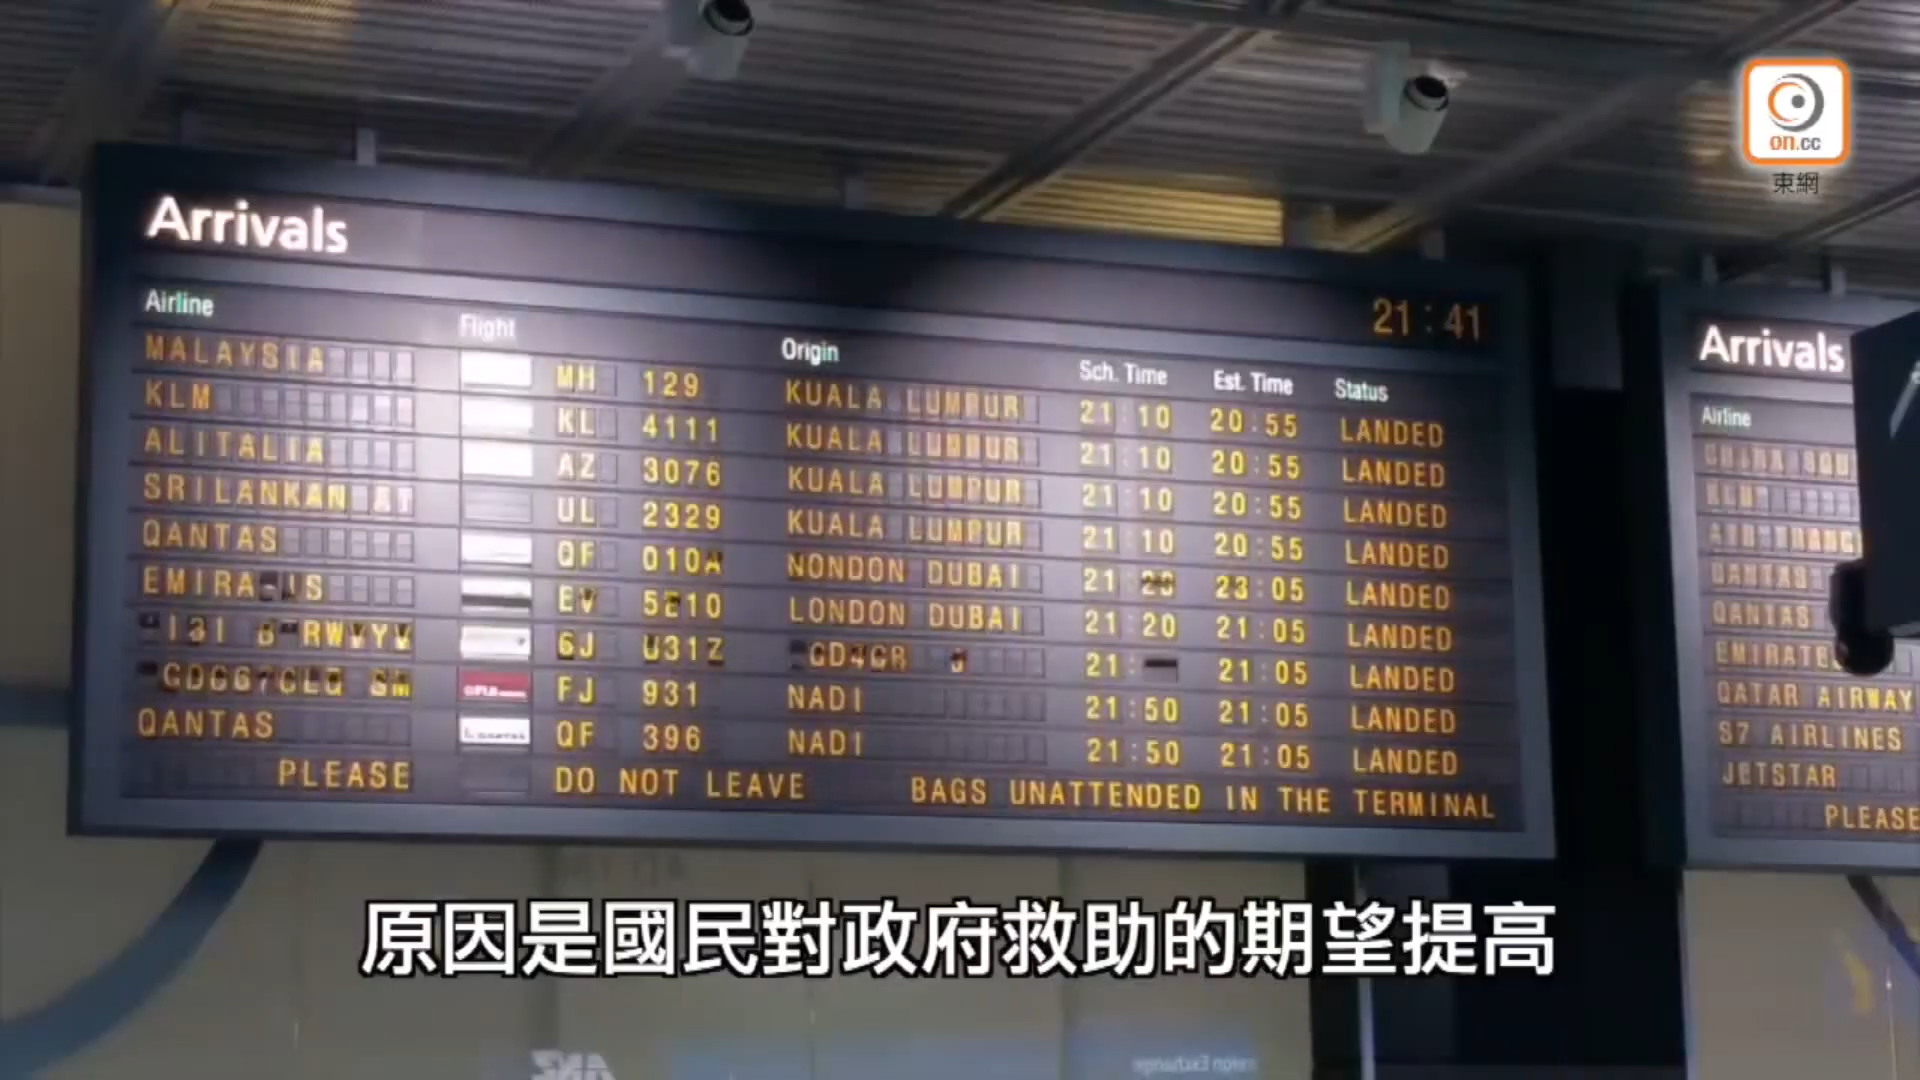 on.cc
東網
Arrivals
21:41
Airline Flight Origin Sch. Time Est. Time Status
MALAYSIA MH 129 KUALA LUMPUR 21:10 20:55 LANDED
KLM KL 4111 KUALA LUMPUR 21:10 20:55 LANDED
ALITALIA AZ 3076 KUALA LUMPUR 21:10 20:55 LANDED
SRILANKAN UL 2329 KUALA LUMPUR 21:10 20:55 LANDED
QANTAS QF NONDON DUBAI 23:05 LANDED
LONDON DUBAI 21:20 21:05 LANDED
6J 21: 21:05 LANDED
FJ 931 NADI 21:50 21:05 LANDED
QANTAS QF 396 NADI 21:50 21:05 LANDED
PLEASE DO NOT LEAVE BAGS UNATTENDED IN THE TERMINAL
Arrivals
Airline
KLM
QANTAS
QANTAS
EMIRATE
QATAR AIRWAY
S7 AIRLINES
JETSTAR
PLEASE
原因是國民對政府救助的期望提高